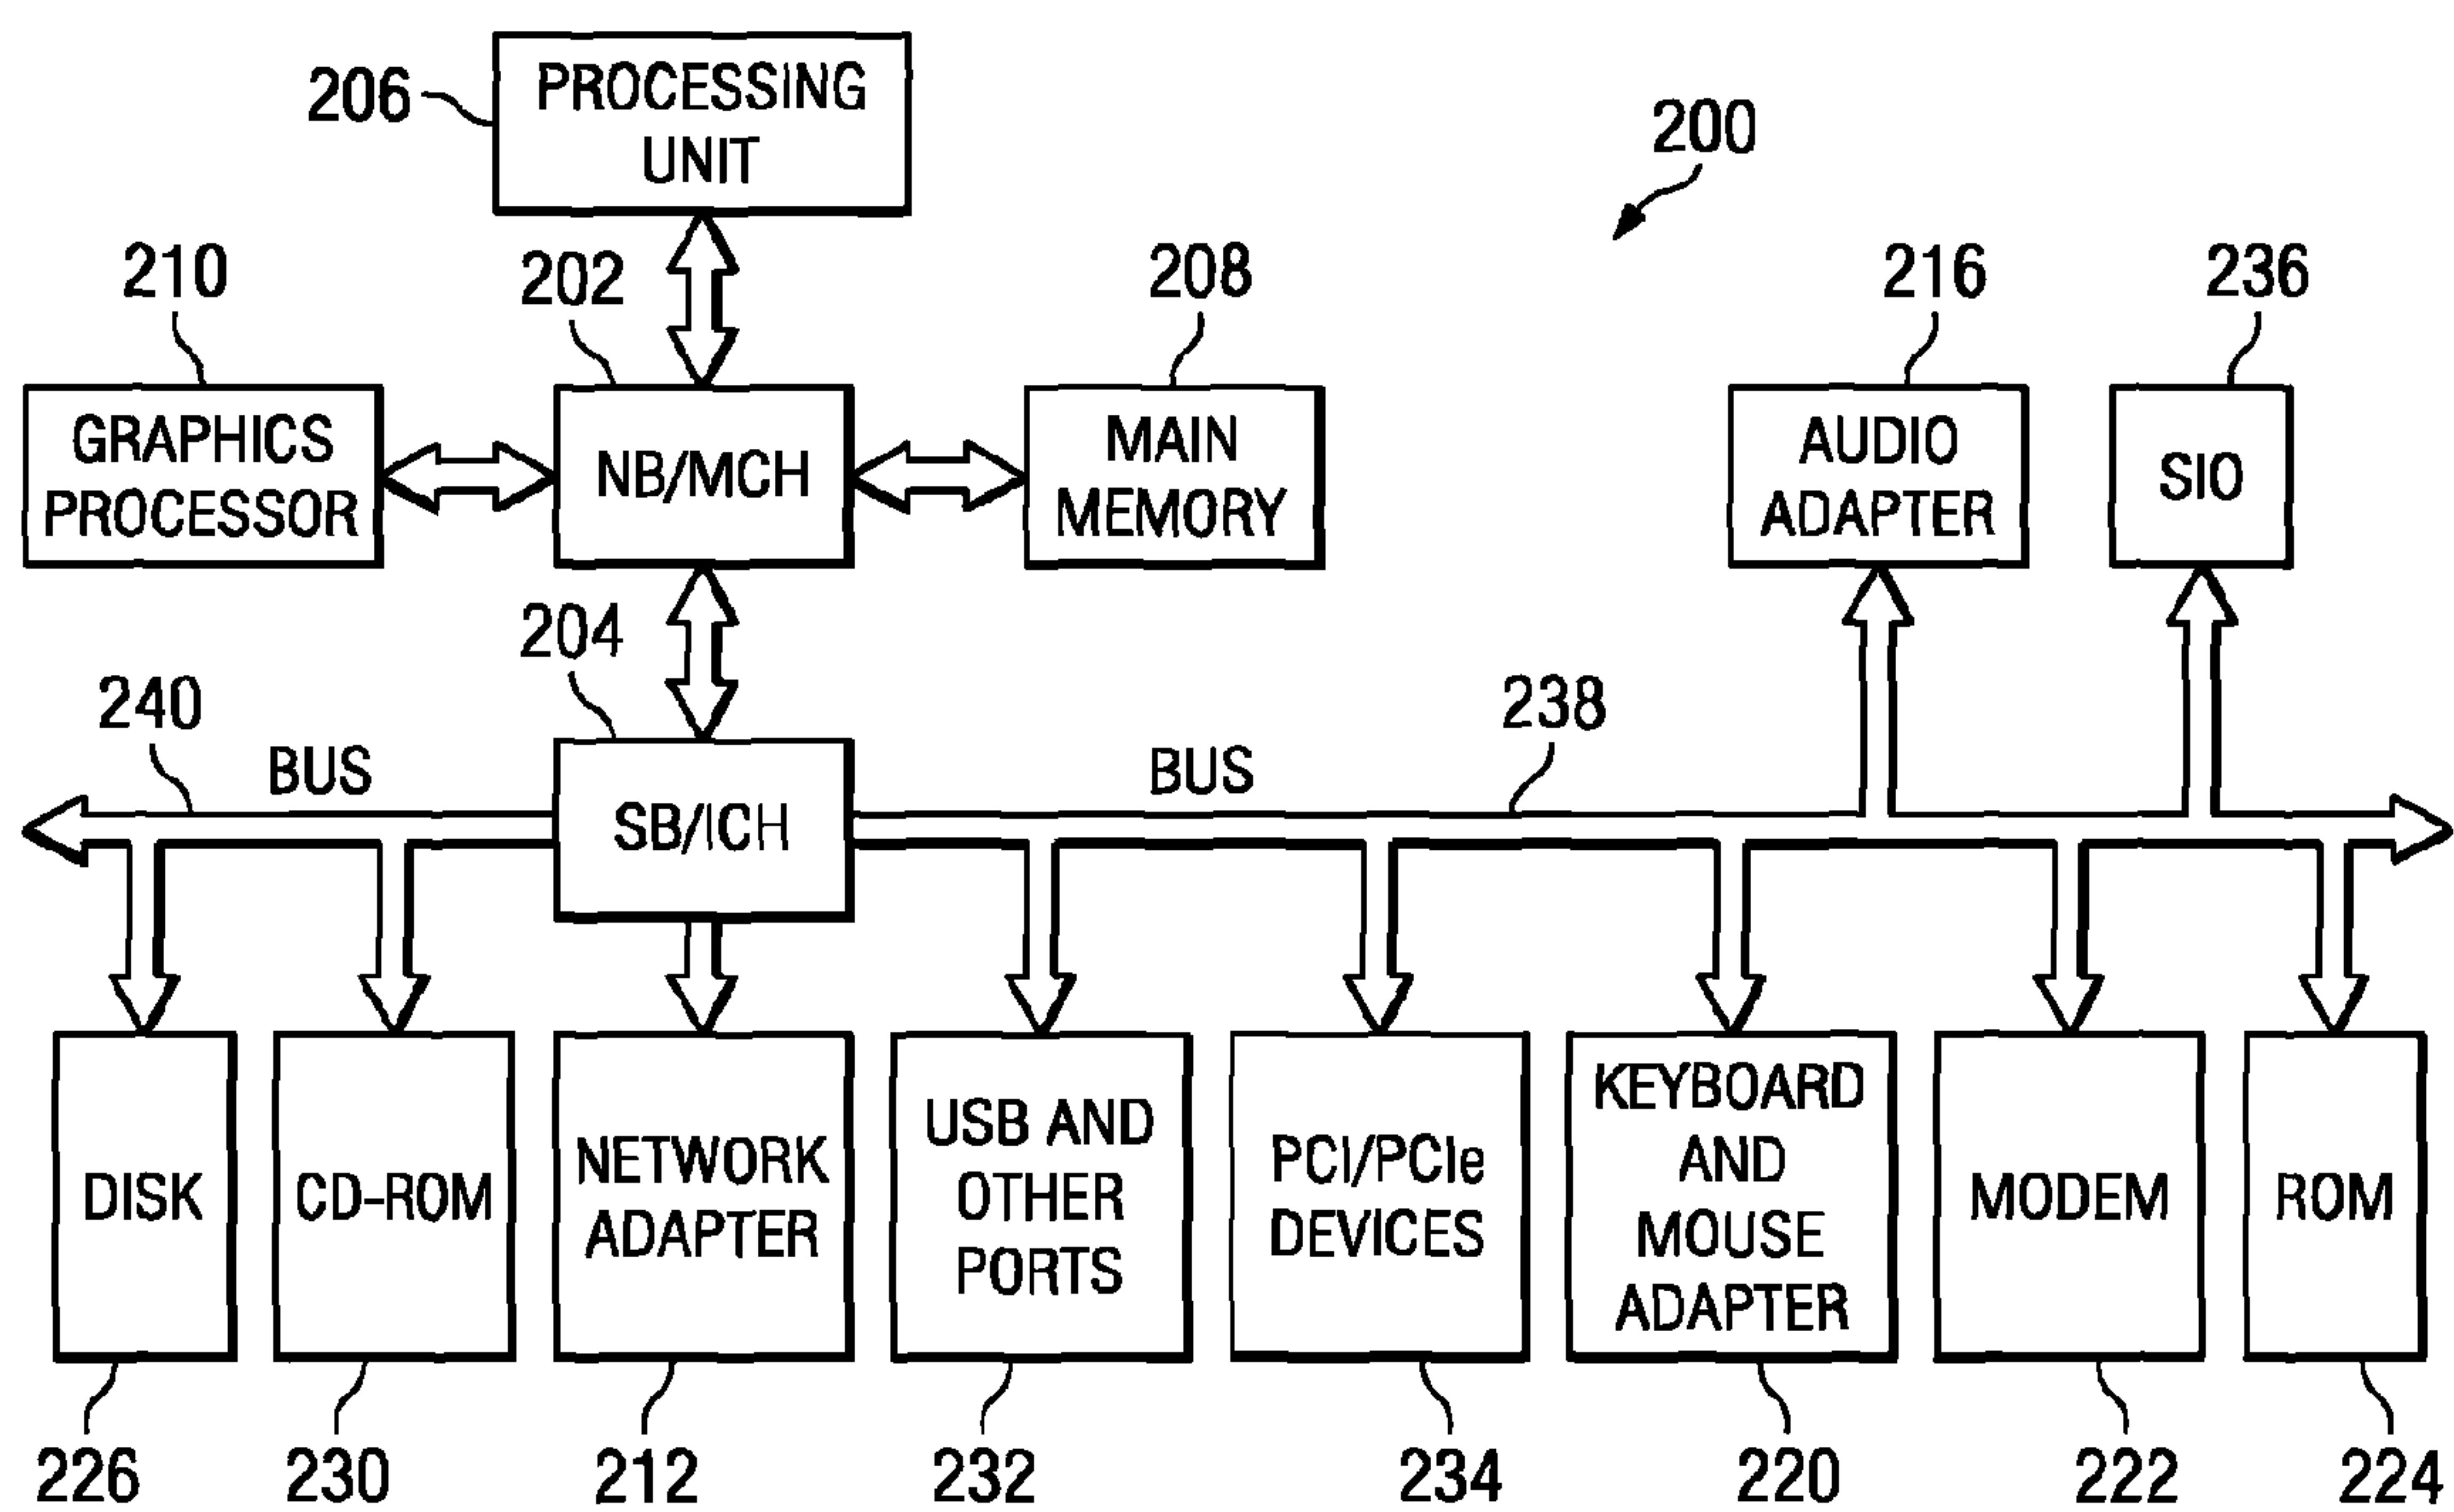 206
PROCESSING
UNIT
200
210
202
208
216
236
GRAPHICS
PROCESSOR
NB/MCH
MAIN
MEMORY
AUDIO
ADAPTER
SIO
204
240
BUS
SB/ICH
BUS
238
DISK
CD-ROM
NETWORK
ADAPTER
USB AND
OTHER
PORTS
PCI/PCIe
DEVICES
KEYBOARD
AND
MOUSE
ADAPTER
MODEM
ROM
226
230
212
232
234
220
222
224